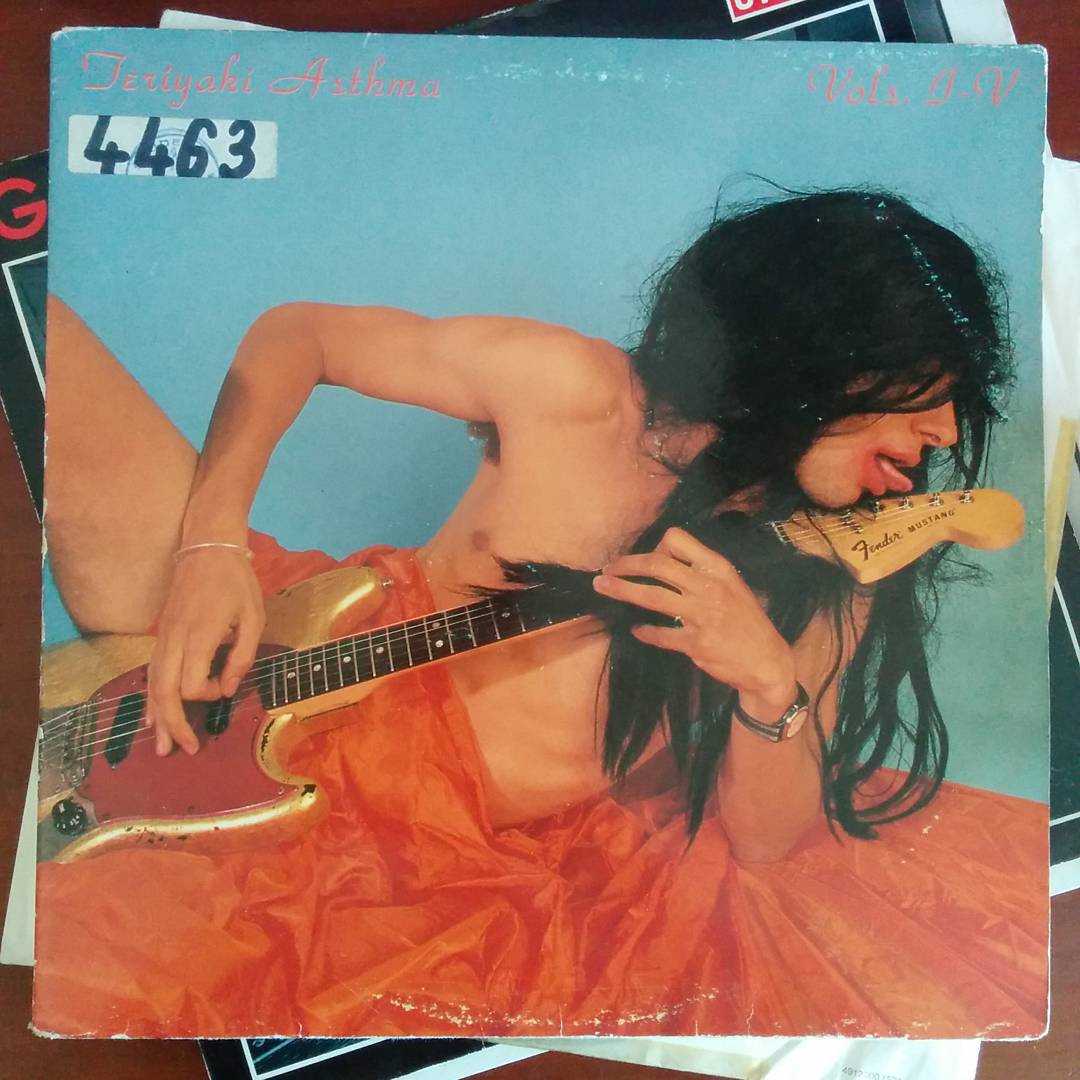 Teriyaki Asthma
Vols. I-V
4463
G
Fender MUSTANG